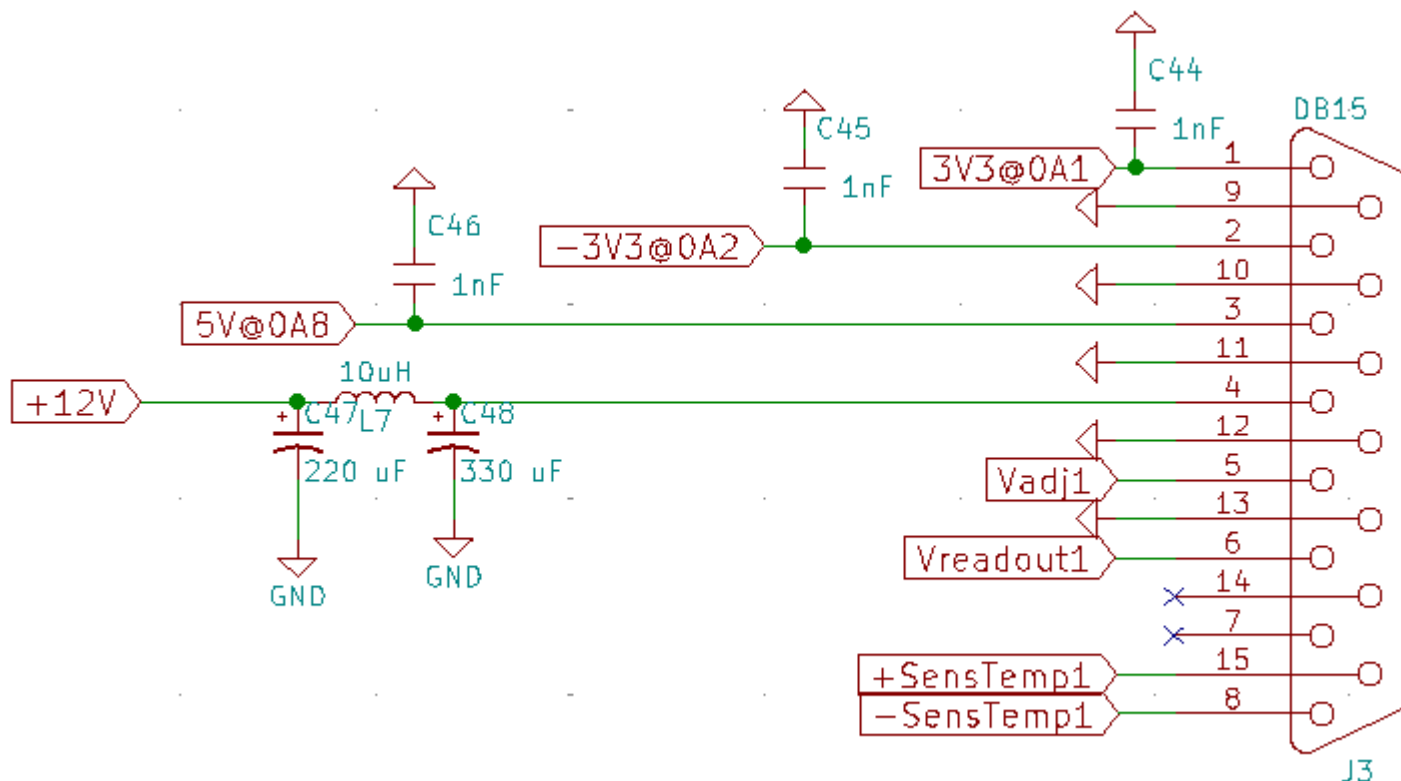 C44
DB15
1nF
1
3V3@0A1
9
C45
1nF
2
-3V3@0A2
10
C46
1nF
3
5V@0A8
11
10uH
4
+12V
+ C47
L7
+ C48
12
220 uF
330 uF
5
Vadj1
13
6
Vreadout1
GND
GND
14
7
15
+SensTemp1
8
-SensTemp1
J3